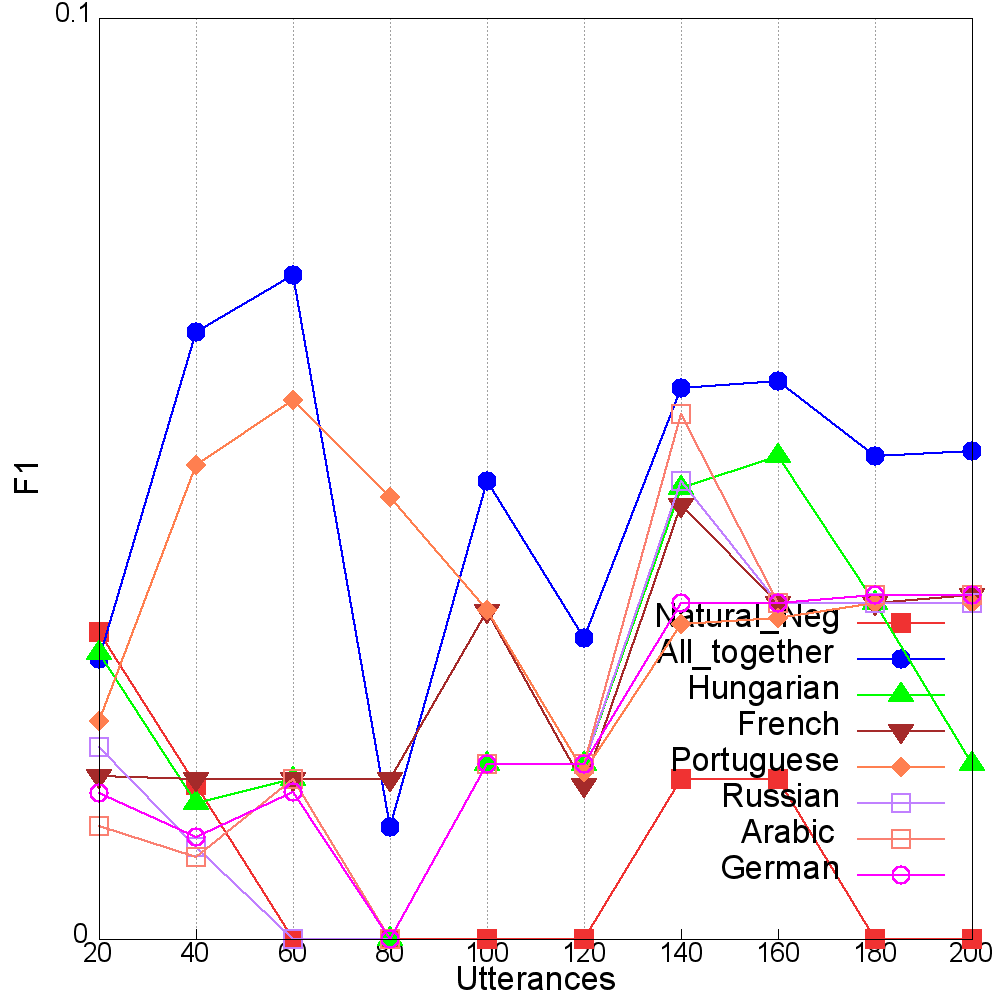 0.1
F1
Natural_Neg
All_together
Hungarian
French
Portuguese
Russian
Arabic
German
0
20 40 60 80 100 120 140 160 180 200
Utterances